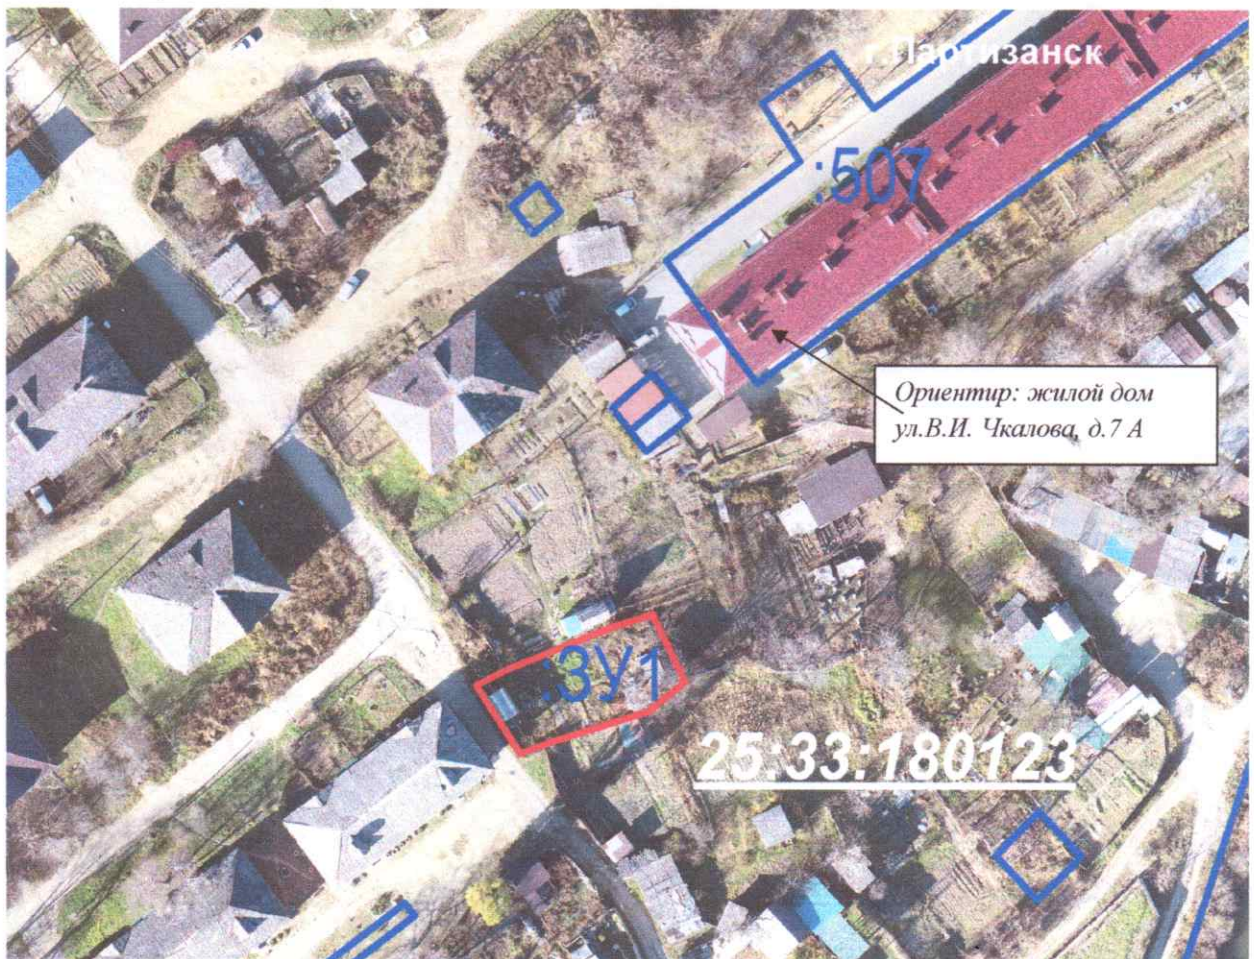 г.Партизанск
:507
Ориентир: жилой дом
ул.В.И. Чкалова, д.7 А
:ЗУ1
25:33:180123